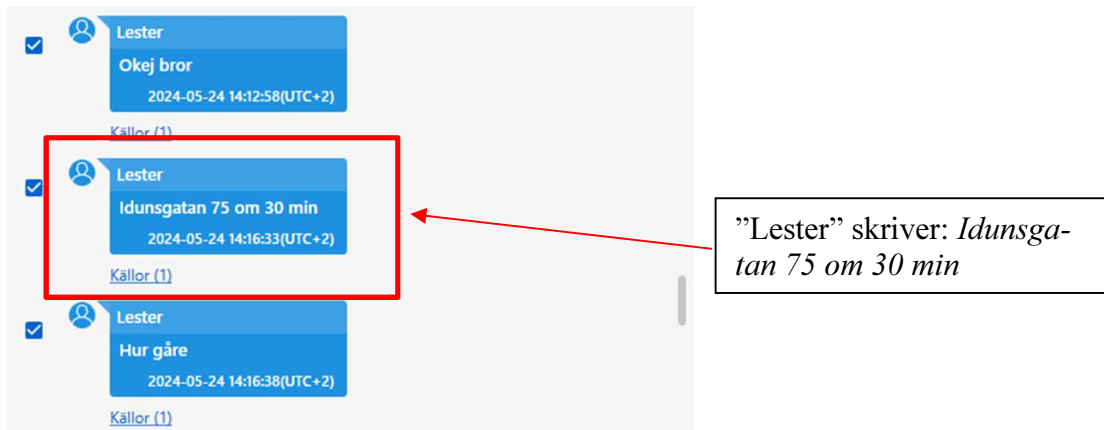 Lester
Okej bror
2024-05-24 14:12:58(UTC+2)
Källor (1)
Lester
Idunsgatan 75 om 30 min
2024-05-24 14:16:33(UTC+2)
Källor (1)
”Lester” skriver: Idunsga-
tan 75 om 30 min
Lester
Hur gåre
2024-05-24 14:16:38(UTC+2)
Källor (1)